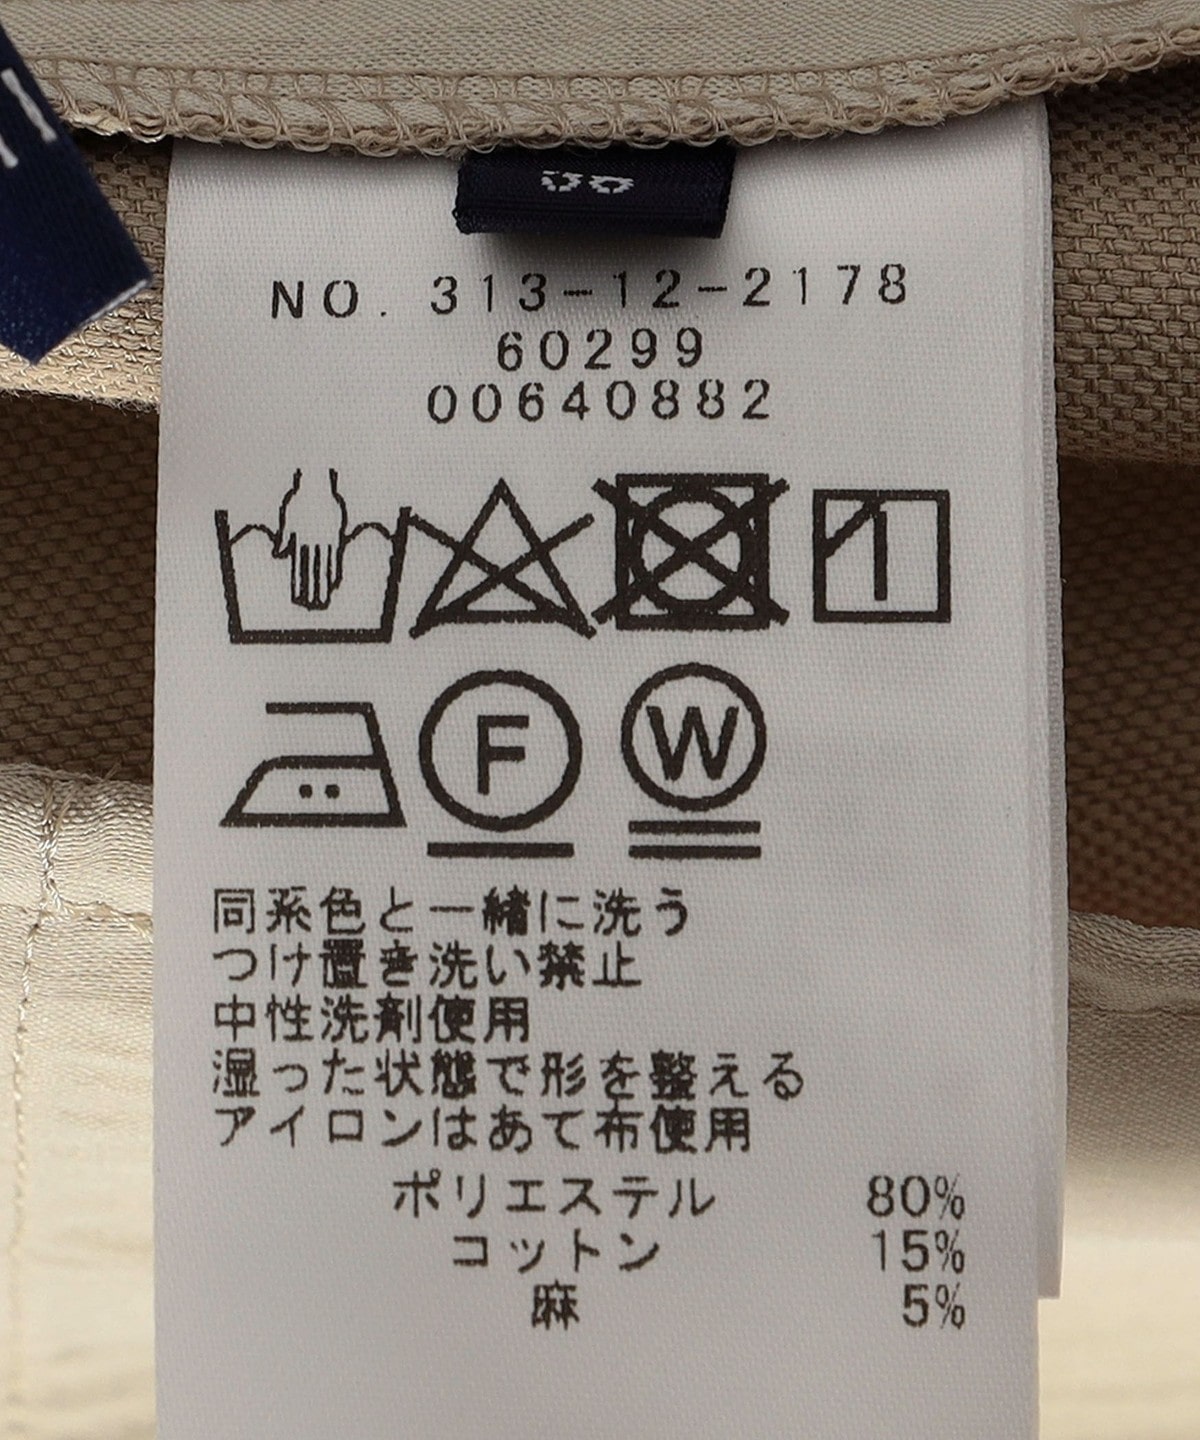 NO. 313-12-2178
60299
00640882
F
W
同系色と一緒に洗う
つけ置き洗い禁止
中性洗剤使用
湿った状態で形を整える
アイロンはあて布使用
ポリエステル 80%
コットン 15%
麻 5%